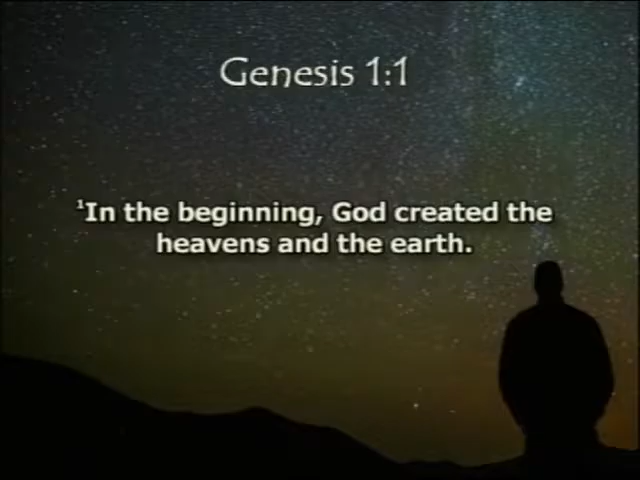 Genesis 1:1
¹In the beginning, God created the
heavens and the earth.